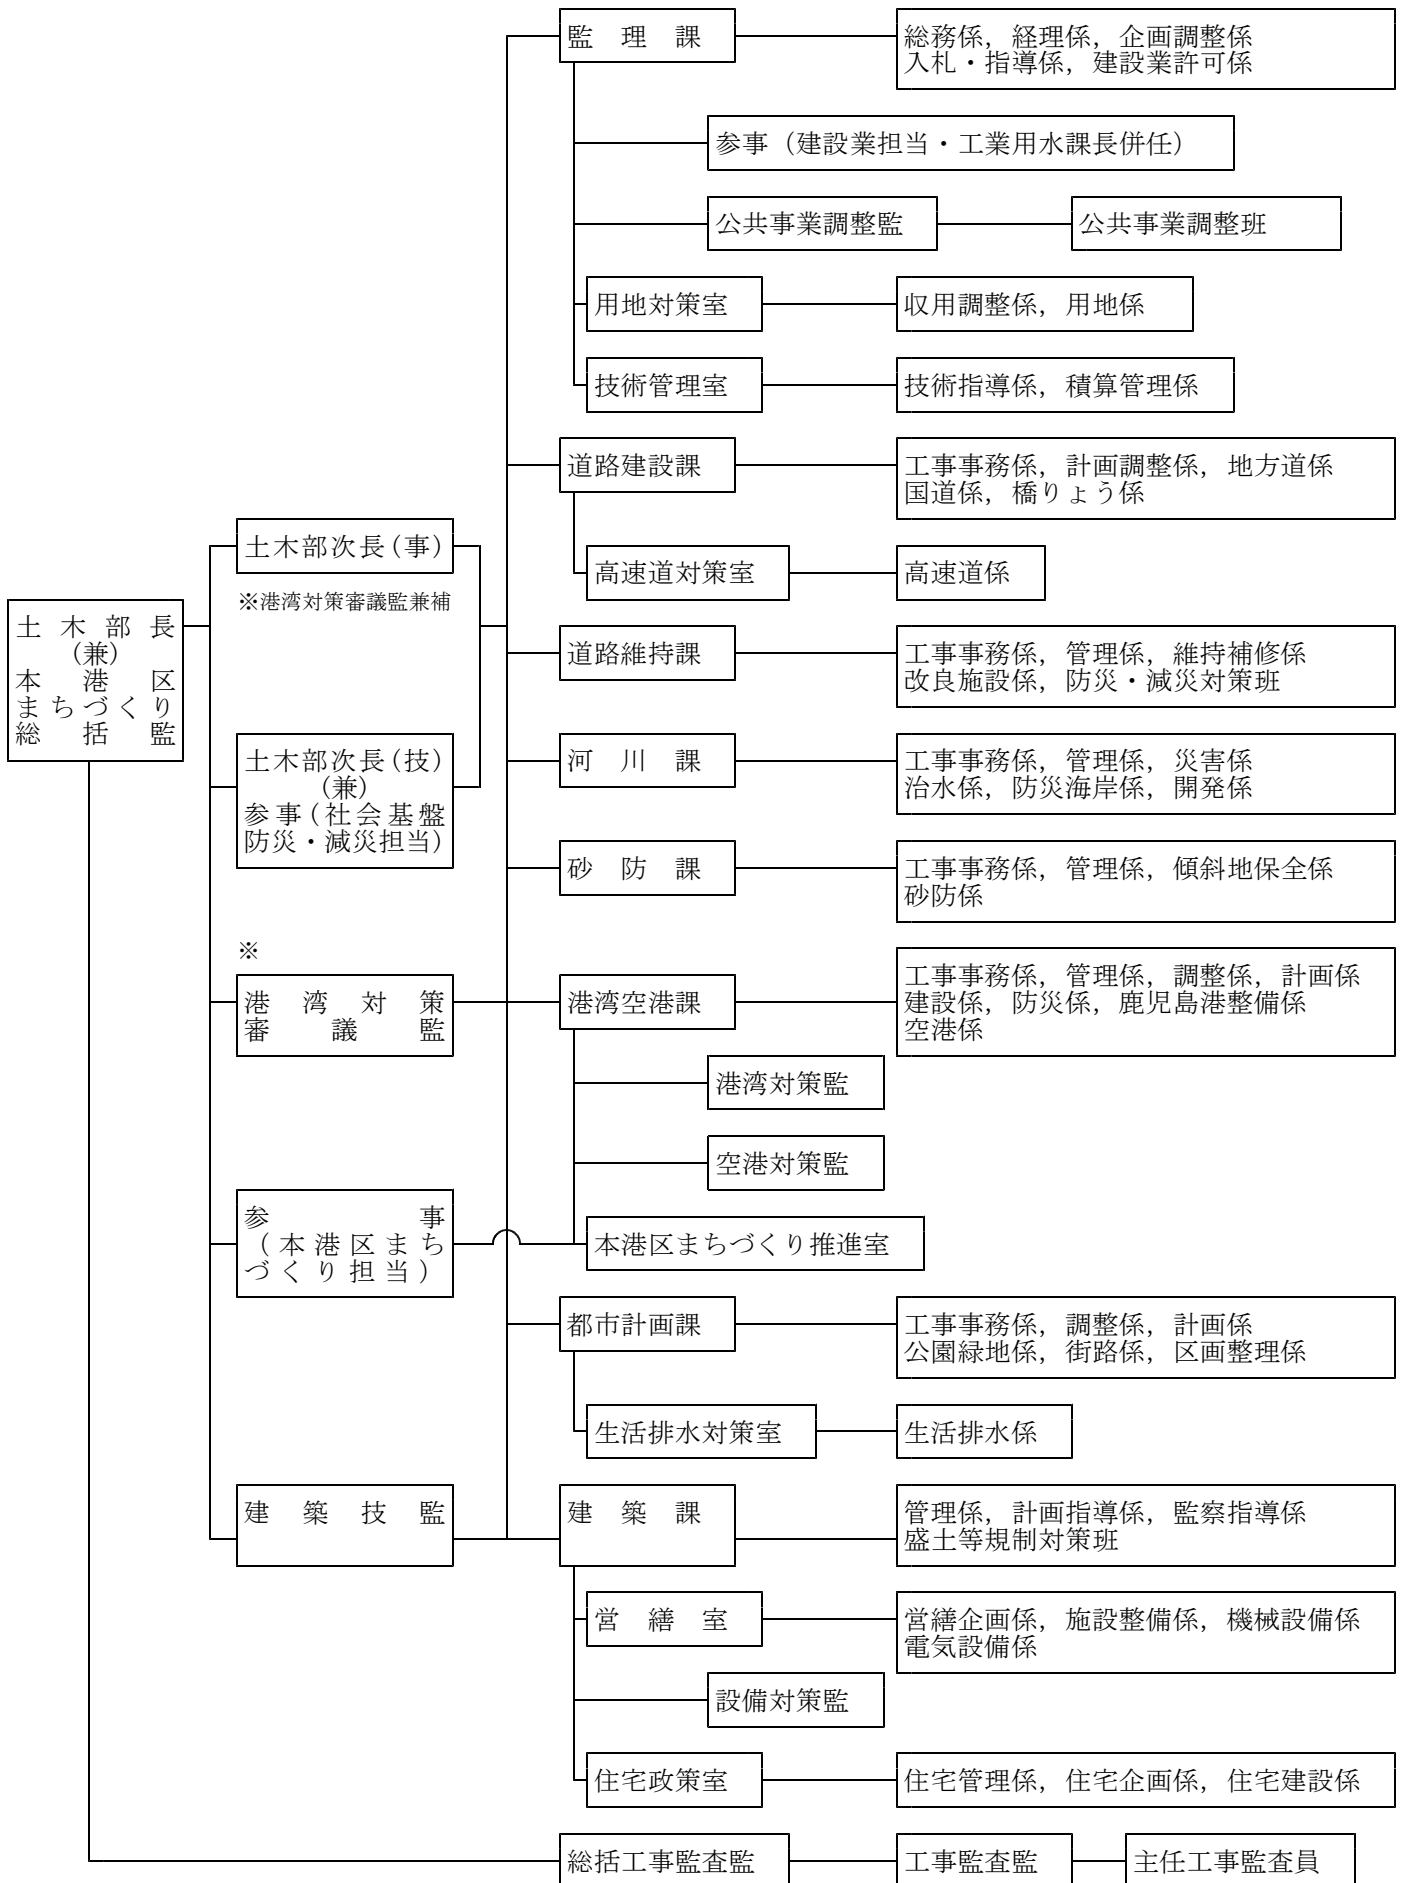 監理課
総務係，経理係，企画調整係
入札・指導係，建設業許可係
参事（建設業担当・工業用水課長併任）
公共事業調整監
公共事業調整班
用地対策室
収用調整係，用地係
技術管理室
技術指導係，積算管理係
道路建設課
工事事務係，計画調整係，地方道係
国道係，橋りょう係
高速道対策室
高速道係
土木部次長(事)
※港湾対策審議監兼補
土木部長
(兼)
本港区
まちづくり
総括監
道路維持課
工事事務係，管理係，維持補修係
改良施設係，防災・減災対策班
土木部次長(技)
(兼)
参事(社会基盤
防災・減災担当)
河川課
工事事務係，管理係，災害係
治水係，防災海岸係，開発係
砂防課
工事事務係，管理係，傾斜地保全係
砂防係
※
港湾対策
審議監
港湾空港課
工事事務係，管理係，調整係，計画係
建設係，防災係，鹿児島港整備係
空港係
港湾対策監
空港対策監
参事
（本港区まち
づくり担当）
本港区まちづくり推進室
都市計画課
工事事務係，調整係，計画係
公園緑地係，街路係，区画整理係
生活排水対策室
生活排水係
建築技監
建築課
管理係，計画指導係，監察指導係
盛土等規制対策班
営繕室
営繕企画係，施設整備係，機械設備係
電気設備係
設備対策監
住宅政策室
住宅管理係，住宅企画係，住宅建設係
総括工事監査監
工事監査監
主任工事監査員